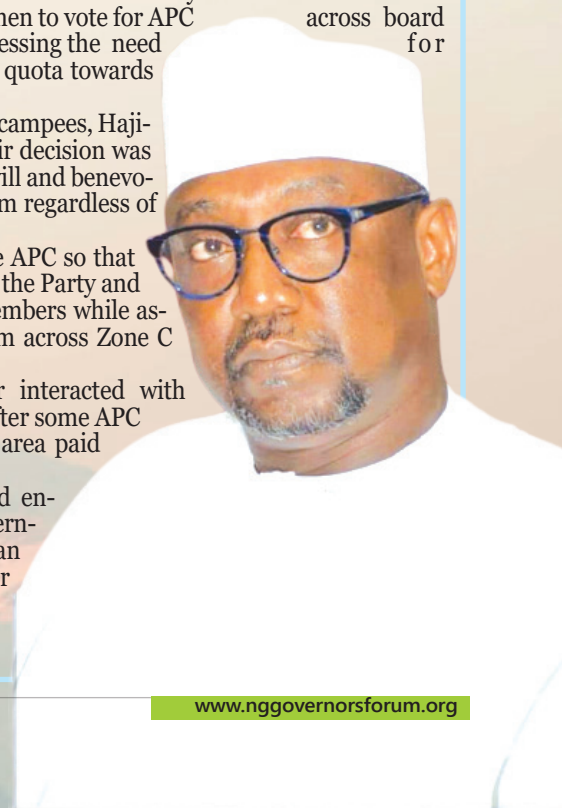 men to vote for APC
essing the need
quota towards
campees, Haji-
ir decision was
vill and benevo-
m regardless of
e APC so that
the Party and
embers while as-
m across Zone C
r interacted with
fter some APC
area paid
d en-
ern-
an
r
across board
for
www.nggovernorsforum.org